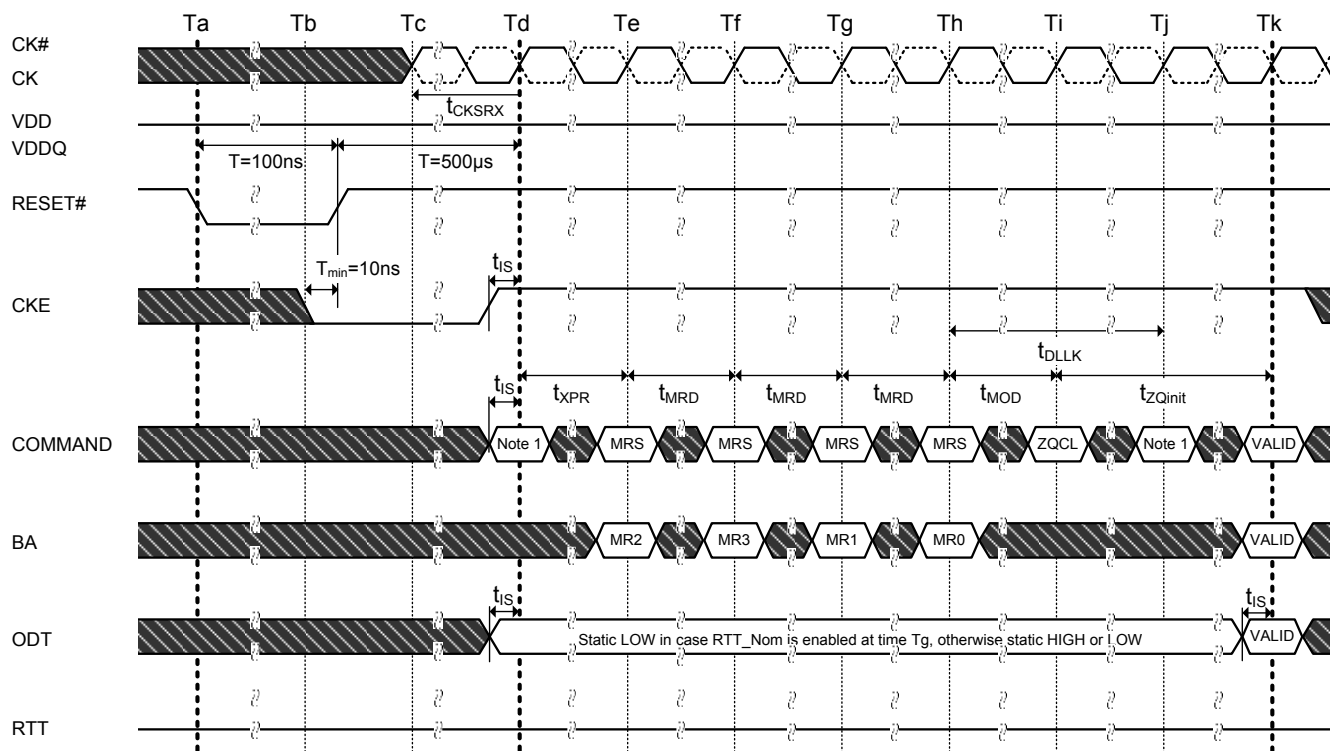 Ta Tb Tc Td Te Tf Tg Th Ti Tj Tk
CK#
CK
tCKSRX
VDD
VDDQ
T=100ns T=500µs
RESET#
Tmin=10ns tIS
CKE
tDLLK
tIS tXPR tMRD tMRD tMRD tMOD tZQinit
COMMAND Note 1 MRS MRS MRS MRS ZQCL Note 1 VALID
BA MR2 MR3 MR1 MR0 VALID
tIS tIS
ODT Static LOW in case RTT_Nom is enabled at time Tg, otherwise static HIGH or LOW VALID
RTT